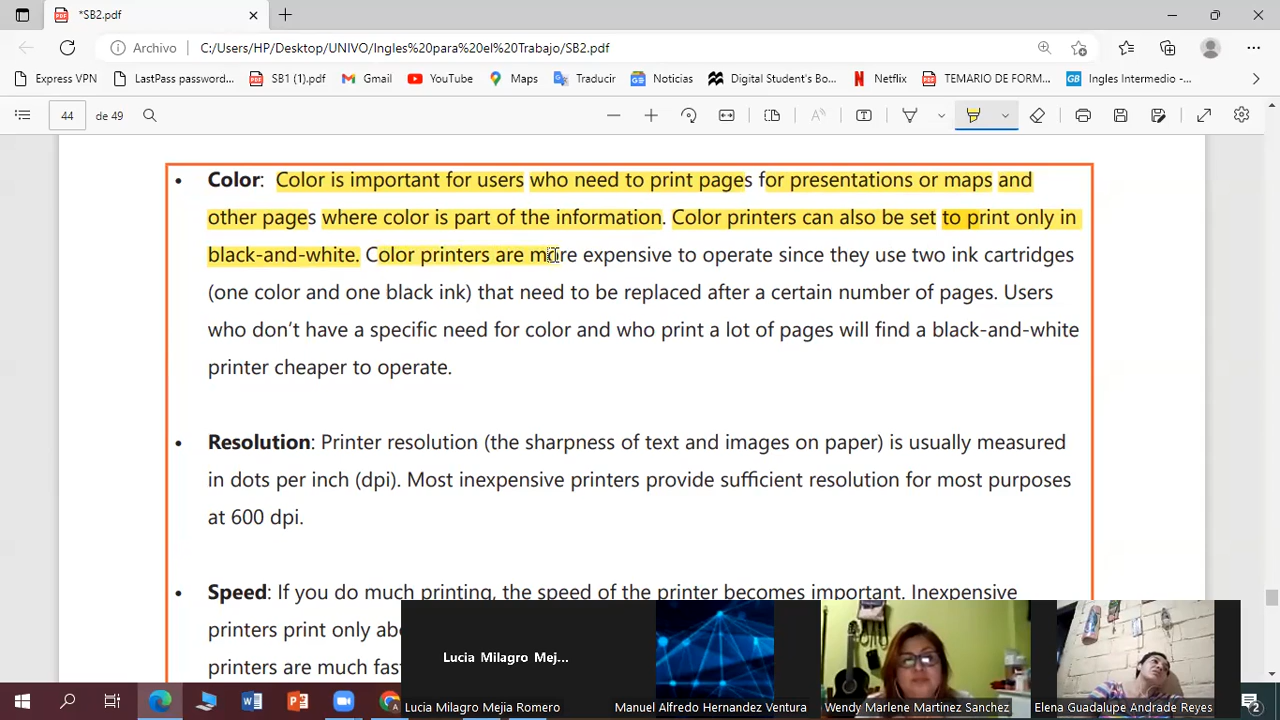 *SB2.pdf
Archivo C:/Users/HP/Desktop/UNIVO/Ingles%20para%20el%20Trabajo/SB2.pdf
Express VPN LastPass password... SB1 (1).pdf Gmail YouTube Maps Traducir Noticias Digital Student's Bo... Netflix TEMARIO DE FORM... Ingles Intermedio -...
44 de 49
• Color: Color is important for users who need to print pages for presentations or maps and
other pages where color is part of the information. Color printers can also be set to print only in
black-and-white. Color printers are more expensive to operate since they use two ink cartridges
(one color and one black ink) that need to be replaced after a certain number of pages. Users
who don’t have a specific need for color and who print a lot of pages will find a black-and-white
printer cheaper to operate.
• Resolution: Printer resolution (the sharpness of text and images on paper) is usually measured
in dots per inch (dpi). Most inexpensive printers provide sufficient resolution for most purposes
at 600 dpi.
• Speed: If you do much printing, the speed of the printer becomes important. Inexpensive
printers print only
printers are much
Lucia Milagro Mej...
Lucia Milagro Mejia Romero Manuel Alfredo Hernandez Ventura Wendy Marlene Martinez Sanchez Elena Guadalupe Andrade Reyes